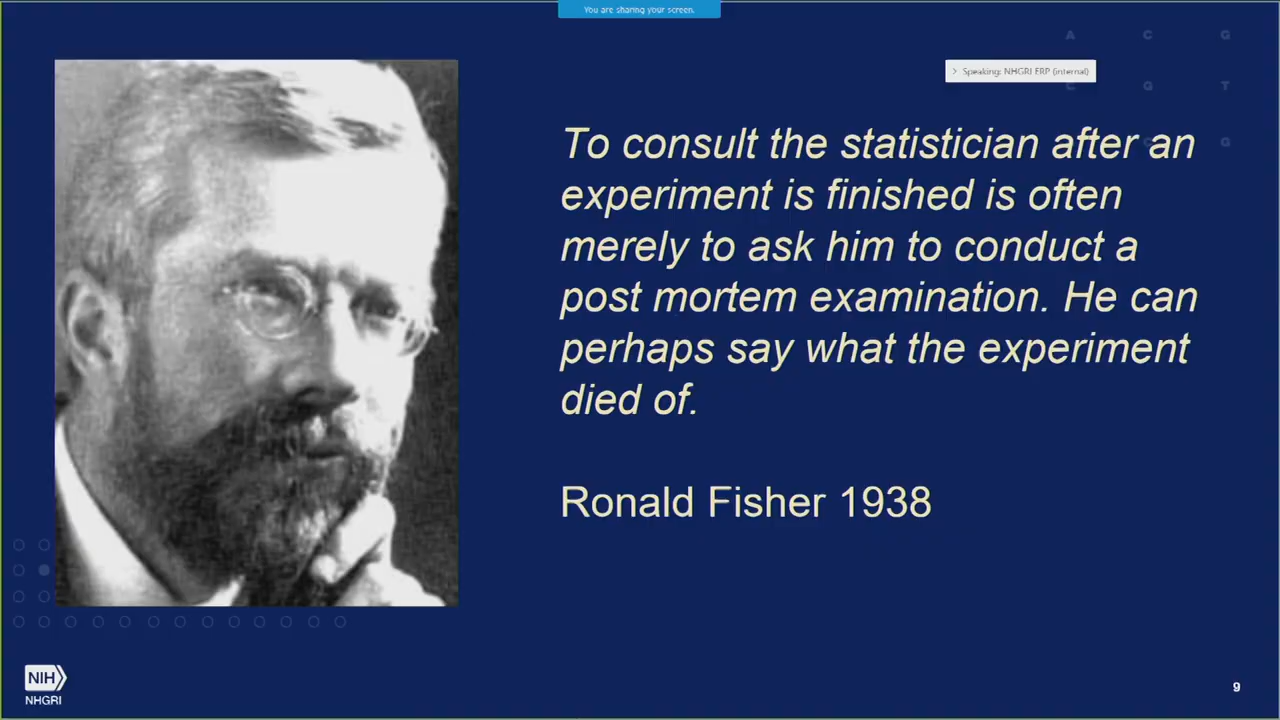 You are sharing your screen.
A C G
> Speaking: NHGRI ERP (internal)
C G T
To consult the statistician after an
G
experiment is finished is often
merely to ask him to conduct a
post mortem examination. He can
perhaps say what the experiment
died of.
Ronald Fisher 1938
NIH
NHGRI
9